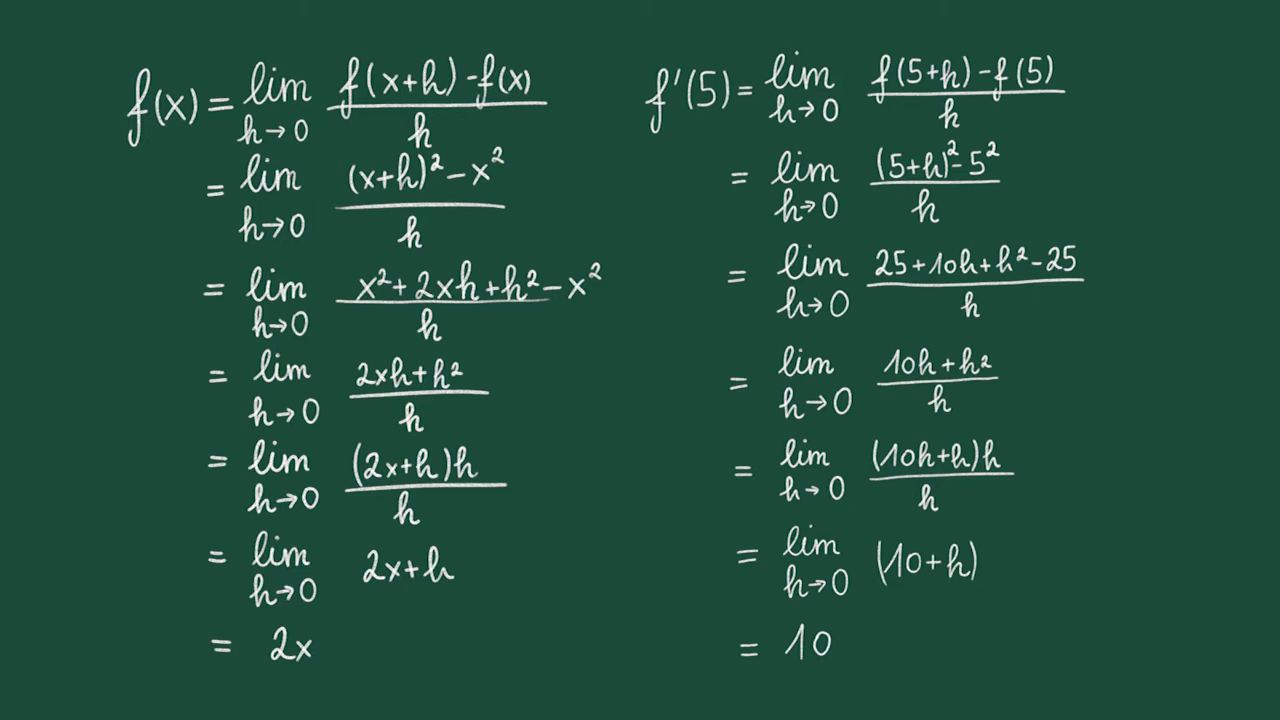 f(x) = lim h→0 f(x+h) - f(x) / h
= lim h→0 (x+h)² - x² / h
= lim h→0 x² + 2xh + h² - x² / h
= lim h→0 2xh + h² / h
= lim h→0 (2x+h)h / h
= lim h→0 2x+h
= 2x
f'(5) = lim h→0 f(5+h) - f(5) / h
= lim h→0 (5+h)² - 5² / h
= lim h→0 25 + 10h + h² - 25 / h
= lim h→0 10h + h² / h
= lim h→0 (10h+h)h / h
= lim h→0 (10+h)
= 10